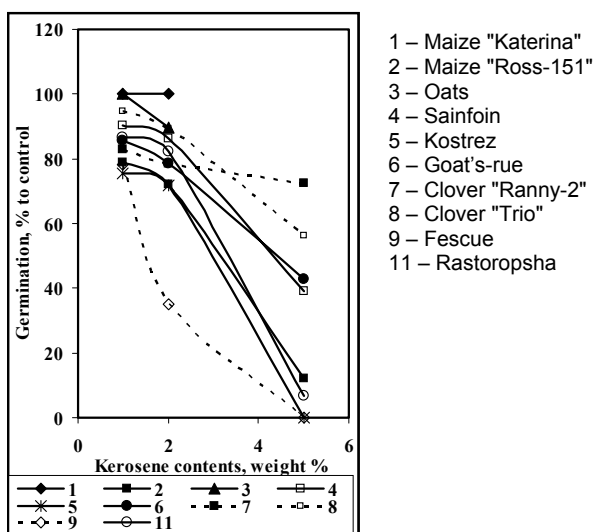 120
100
80
60
40
20
0
Germination, % to control
0 2 4 6
Kerosene contents, weight %
1 2 3 4
5 6 7 8
9 11
1 – Maize "Katerina"
2 – Maize "Ross-151"
3 – Oats
4 – Sainfoin
5 – Kostrez
6 – Goat's-rue
7 – Clover "Ranny-2"
8 – Clover "Trio"
9 – Fescue
11 – Rastoropsha